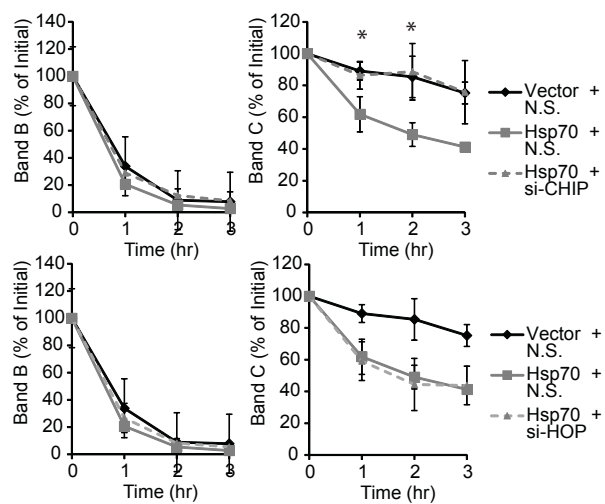 Band B (% of Initial)
140
120
100
80
60
40
20
0
0 1 2 3
Time (hr)
Band C (% of Initial)
120
100
80
60
40
20
0
* *
0 1 2 3
Time (hr)
Vector +
N.S.
Hsp70 +
N.S.
Hsp70 +
si-CHIP
Band B (% of Initial)
140
120
100
80
60
40
20
0
0 1 2 3
Time (hr)
Band C (% of Initial)
120
100
80
60
40
20
0
0 1 2 3
Time (hr)
Vector +
N.S.
Hsp70 +
N.S.
Hsp70 +
si-HOP